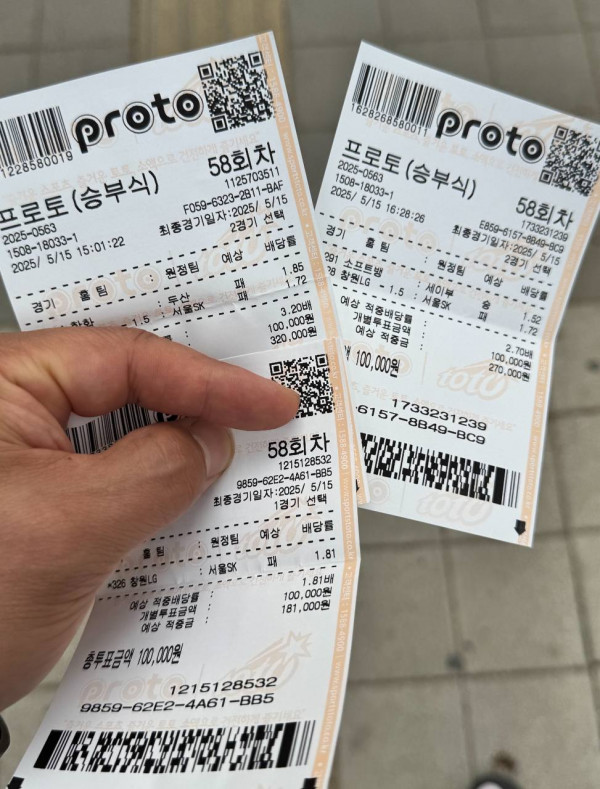 1228580019
proto
58회차
프로토 (승부식)
1125703511
2025-0563
F059-6323-2B11-BAF
1508-18033-1
최종경기일자:2025/ 5/15
2025/ 5/15 15:01:22
2경기 선택
경기 홈 팀 : 원정팀 예상 배당률
두산 패 1.85
1.5 : 서울SK 패 1.72
3.20배
100,000원
320,000원
58회차
1215128532
9859-62E2-4A61-BB5
최종경기일자:2025/ 5/15
1경기 선택
홈 팀 : 원정팀 예상 배당률
*326 창원LG : 서울SK 패 1.81
예상 적중배당률 : 1.81배
개별투표금액 : 100,000원
예상 적중금 : 181,000원
총투표금액 100,000원
1215128532
9859-62E2-4A61-BB5
162826858001
proto
프로토 (승부식)
58회차
2025-0563
1733231239
1508-18033-1
E859-6157-8B49-BC9
2025/ 5/15 16:28:26
최종경기일자:2025/ 5/15
2경기 선택
경기 홈 팀 : 원정팀 예상 배당률
291 소프트뱅 : 세이부 승 1.52
창원LG 1.5 : 서울SK 패 1.72
예상 적중배당률 : 2.70배
개별투표금액 : 100,000원
예상 적중금 : 270,000원
100,000원
1733231239
-6157-8B49-BC9